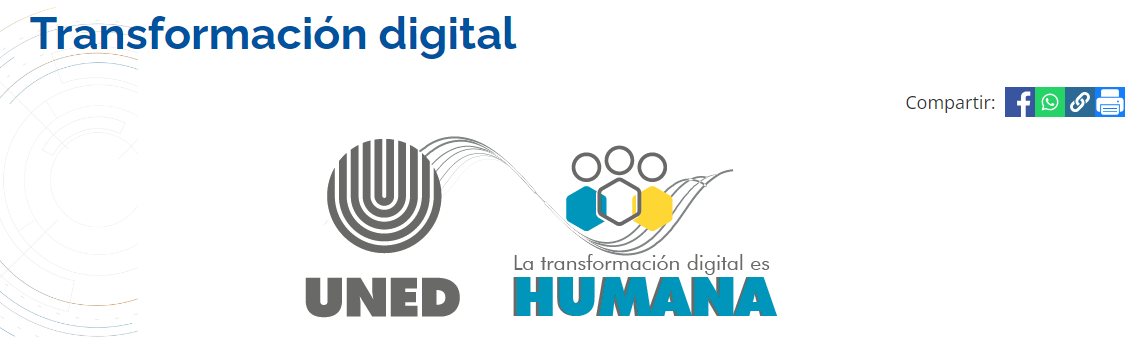 Transformación digital
Compartir:
UNED
La transformación digital es
HUMANA